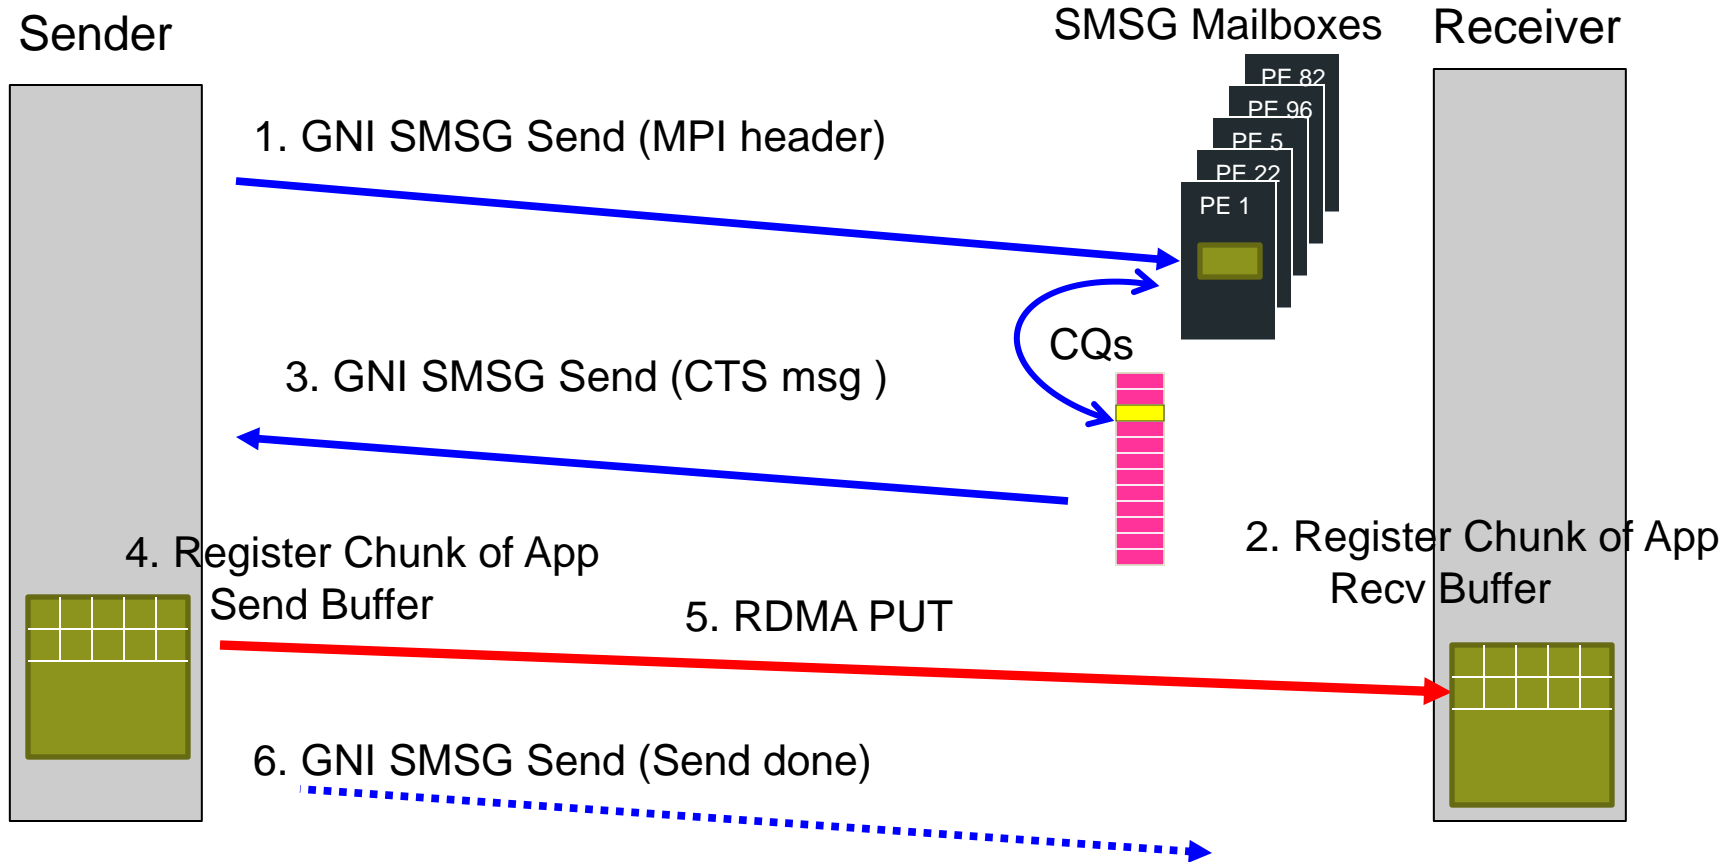 Sender
SMSG Mailboxes
Receiver
PE 82
PE 96
PE 5
PE 22
PE 1
1. GNI SMSG Send (MPI header)
CQs
3. GNI SMSG Send (CTS msg )
2. Register Chunk of App
Recv Buffer
4. Register Chunk of App
Send Buffer
5. RDMA PUT
6. GNI SMSG Send (Send done)